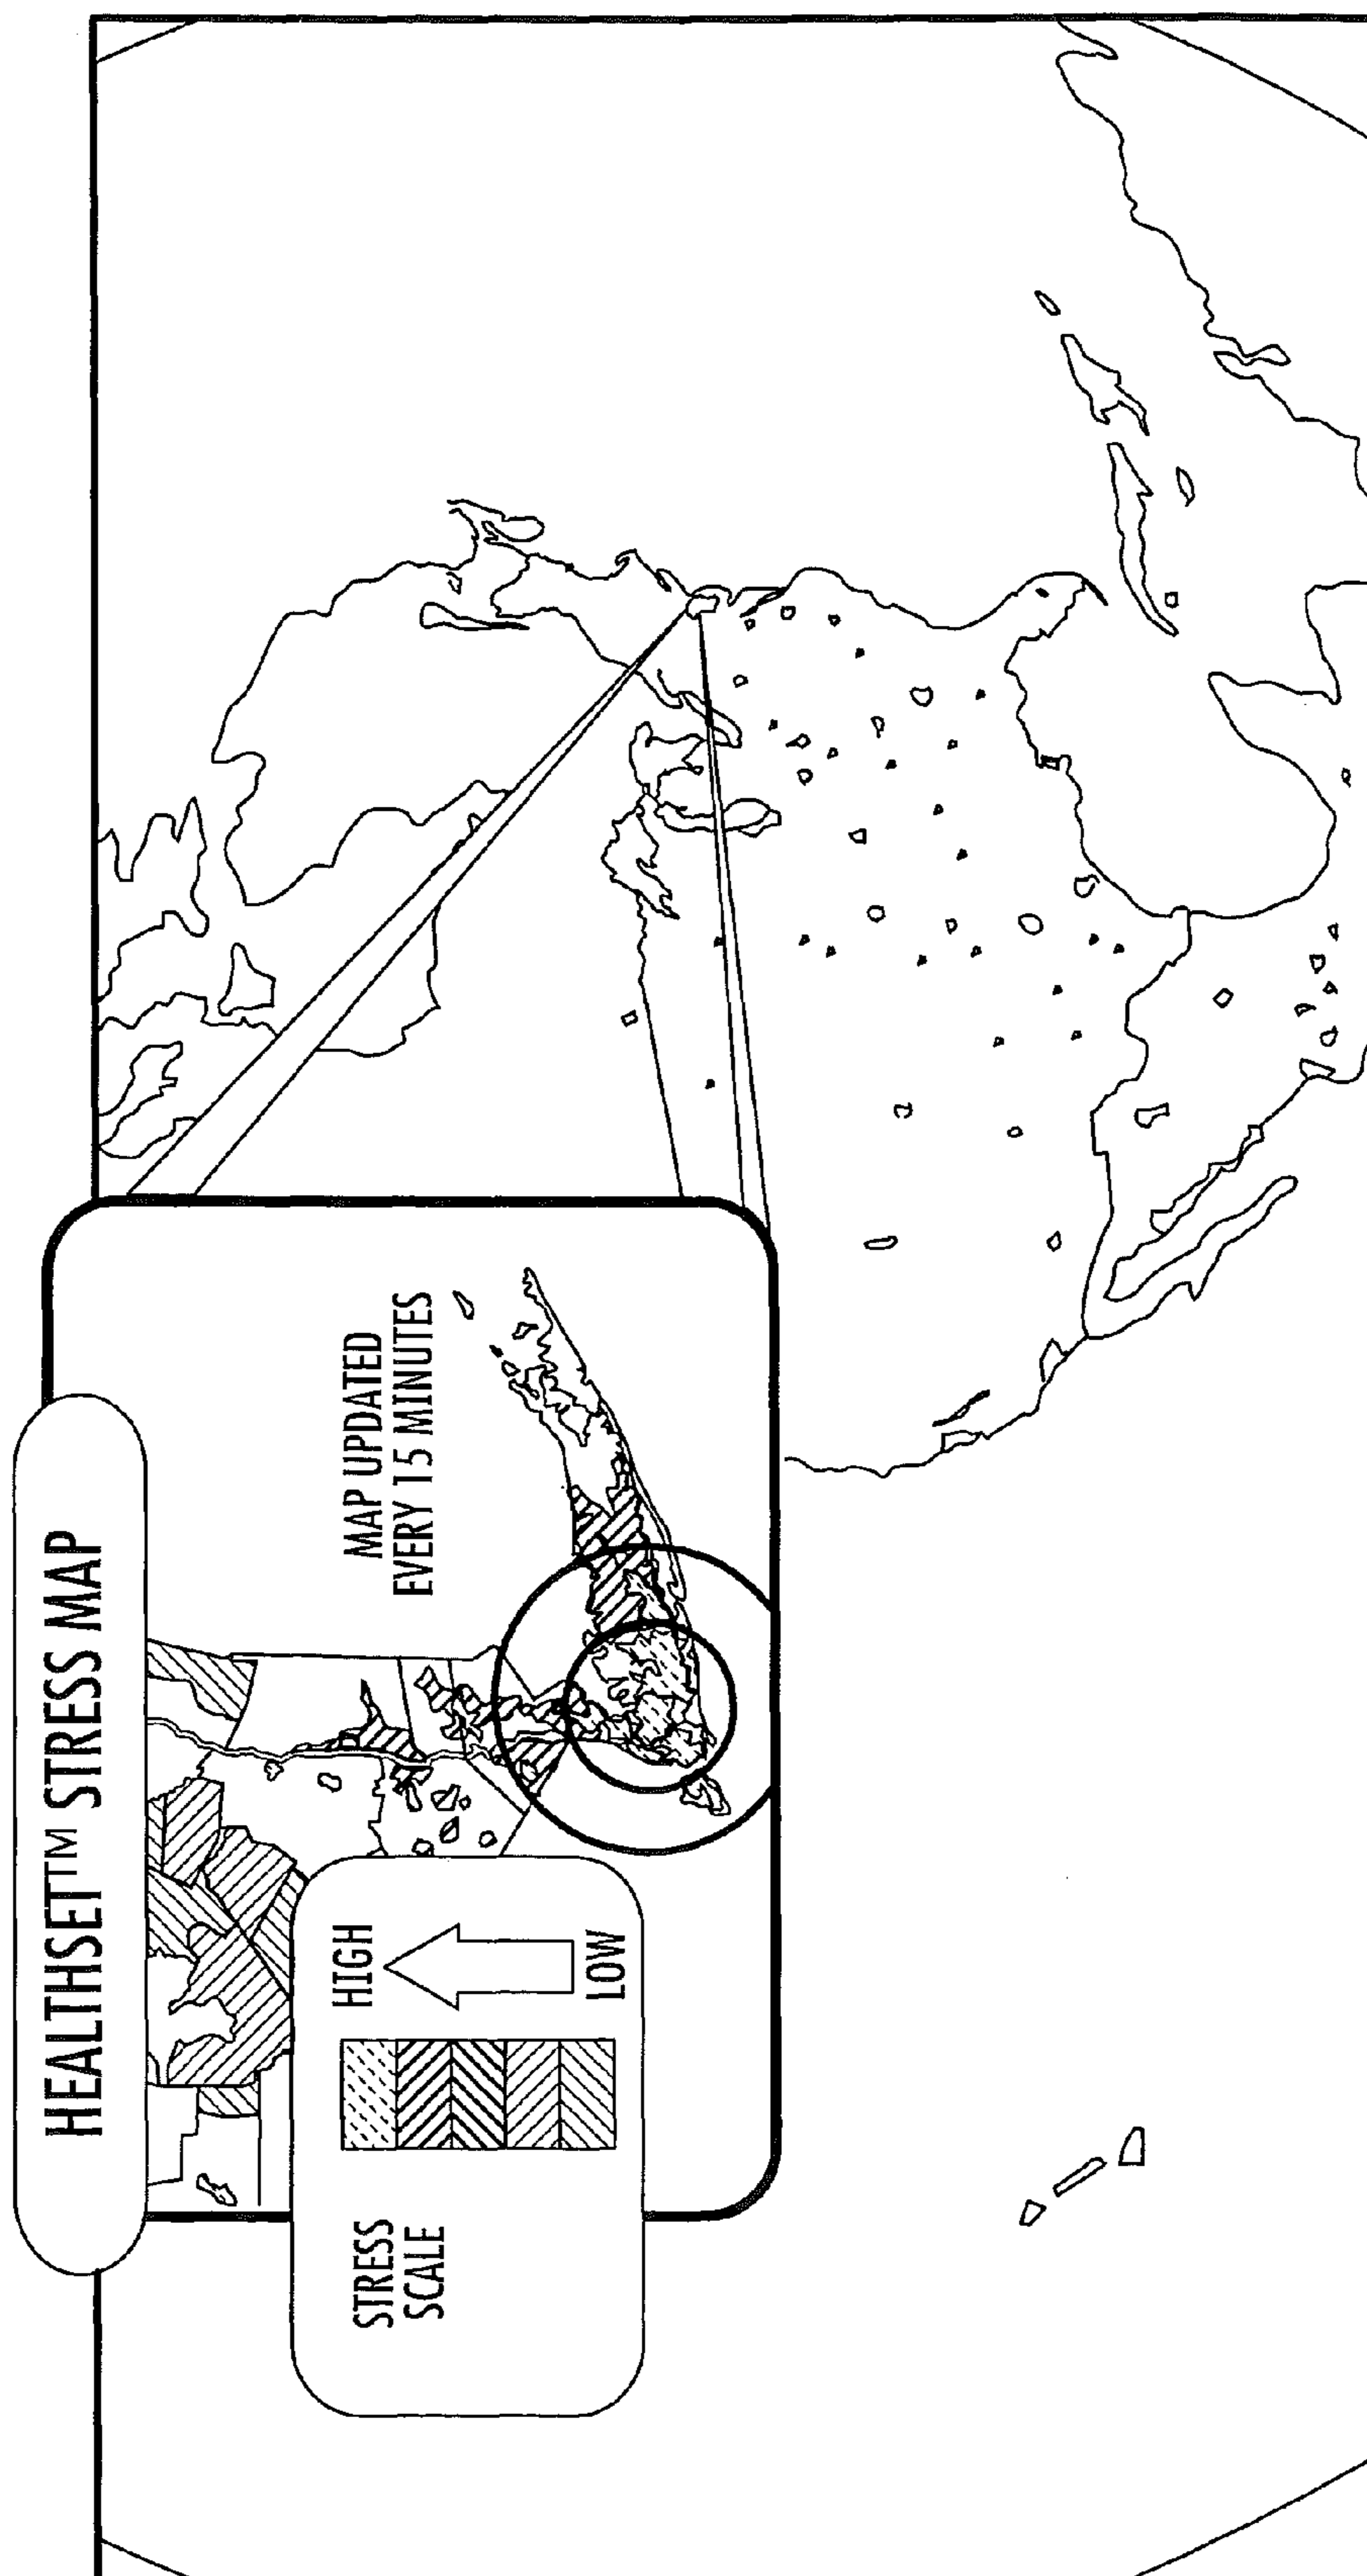 HEALTHSET™ STRESS MAP
MAP UPDATED
EVERY 15 MINUTES
STRESS
SCALE
HIGH
LOW